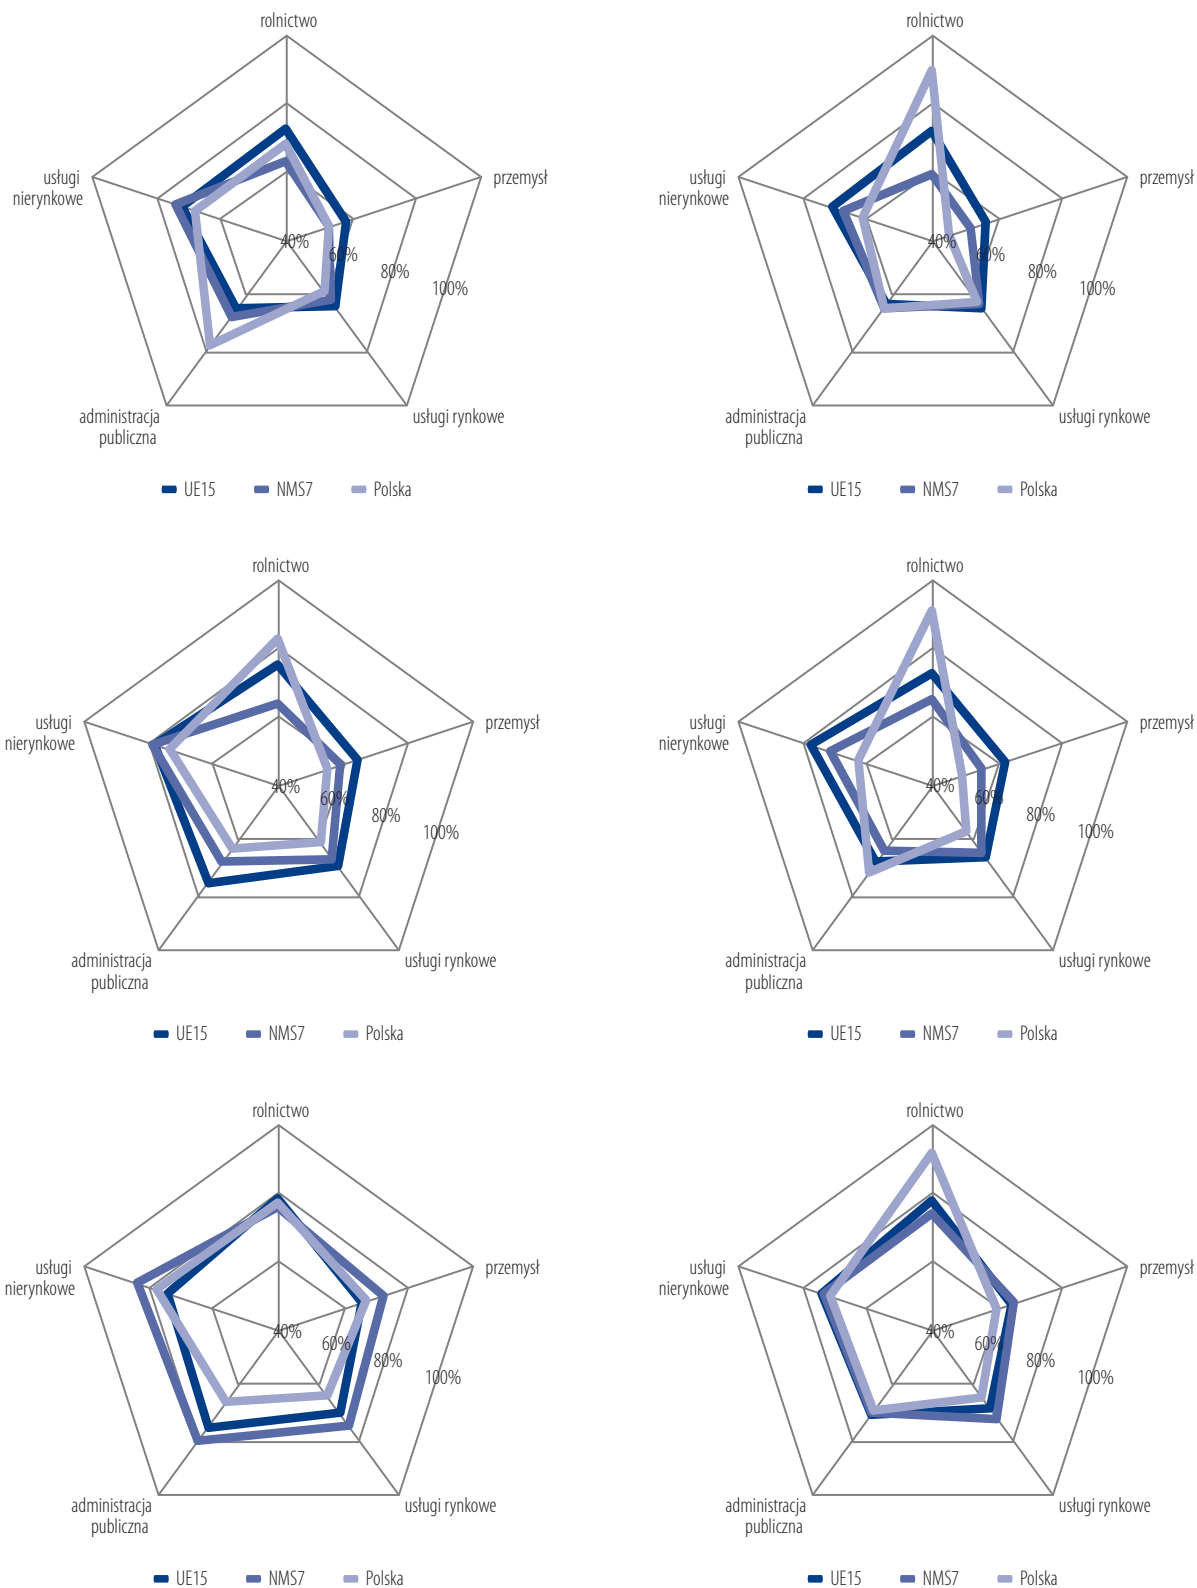 rolnictwo
usługi
nierynkowe
przemysł
40%
60%
80%
100%
administracja
publiczna
usługi rynkowe
UE15
NMS7
Polska
rolnictwo
usługi
nierynkowe
przemysł
40%
60%
80%
100%
administracja
publiczna
usługi rynkowe
UE15
NMS7
Polska
rolnictwo
usługi
nierynkowe
przemysł
40%
60%
80%
100%
administracja
publiczna
usługi rynkowe
UE15
NMS7
Polska
rolnictwo
usługi
nierynkowe
przemysł
40%
60%
80%
100%
administracja
publiczna
usługi rynkowe
UE15
NMS7
Polska
rolnictwo
usługi
nierynkowe
przemysł
40%
60%
80%
100%
administracja
publiczna
usługi rynkowe
UE15
NMS7
Polska
rolnictwo
usługi
nierynkowe
przemysł
40%
60%
80%
100%
administracja
publiczna
usługi rynkowe
UE15
NMS7
Polska